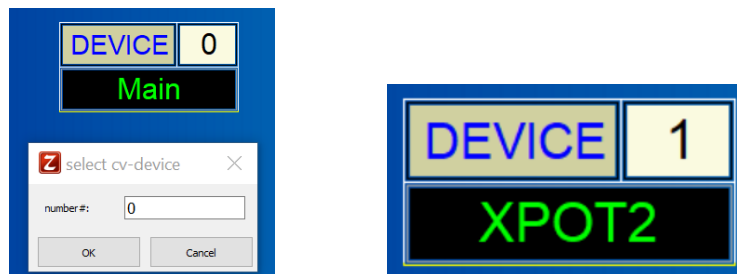 DEVICE 0
Main
Z select cv-device
number#: 0
OK Cancel
DEVICE 1
XPOT2